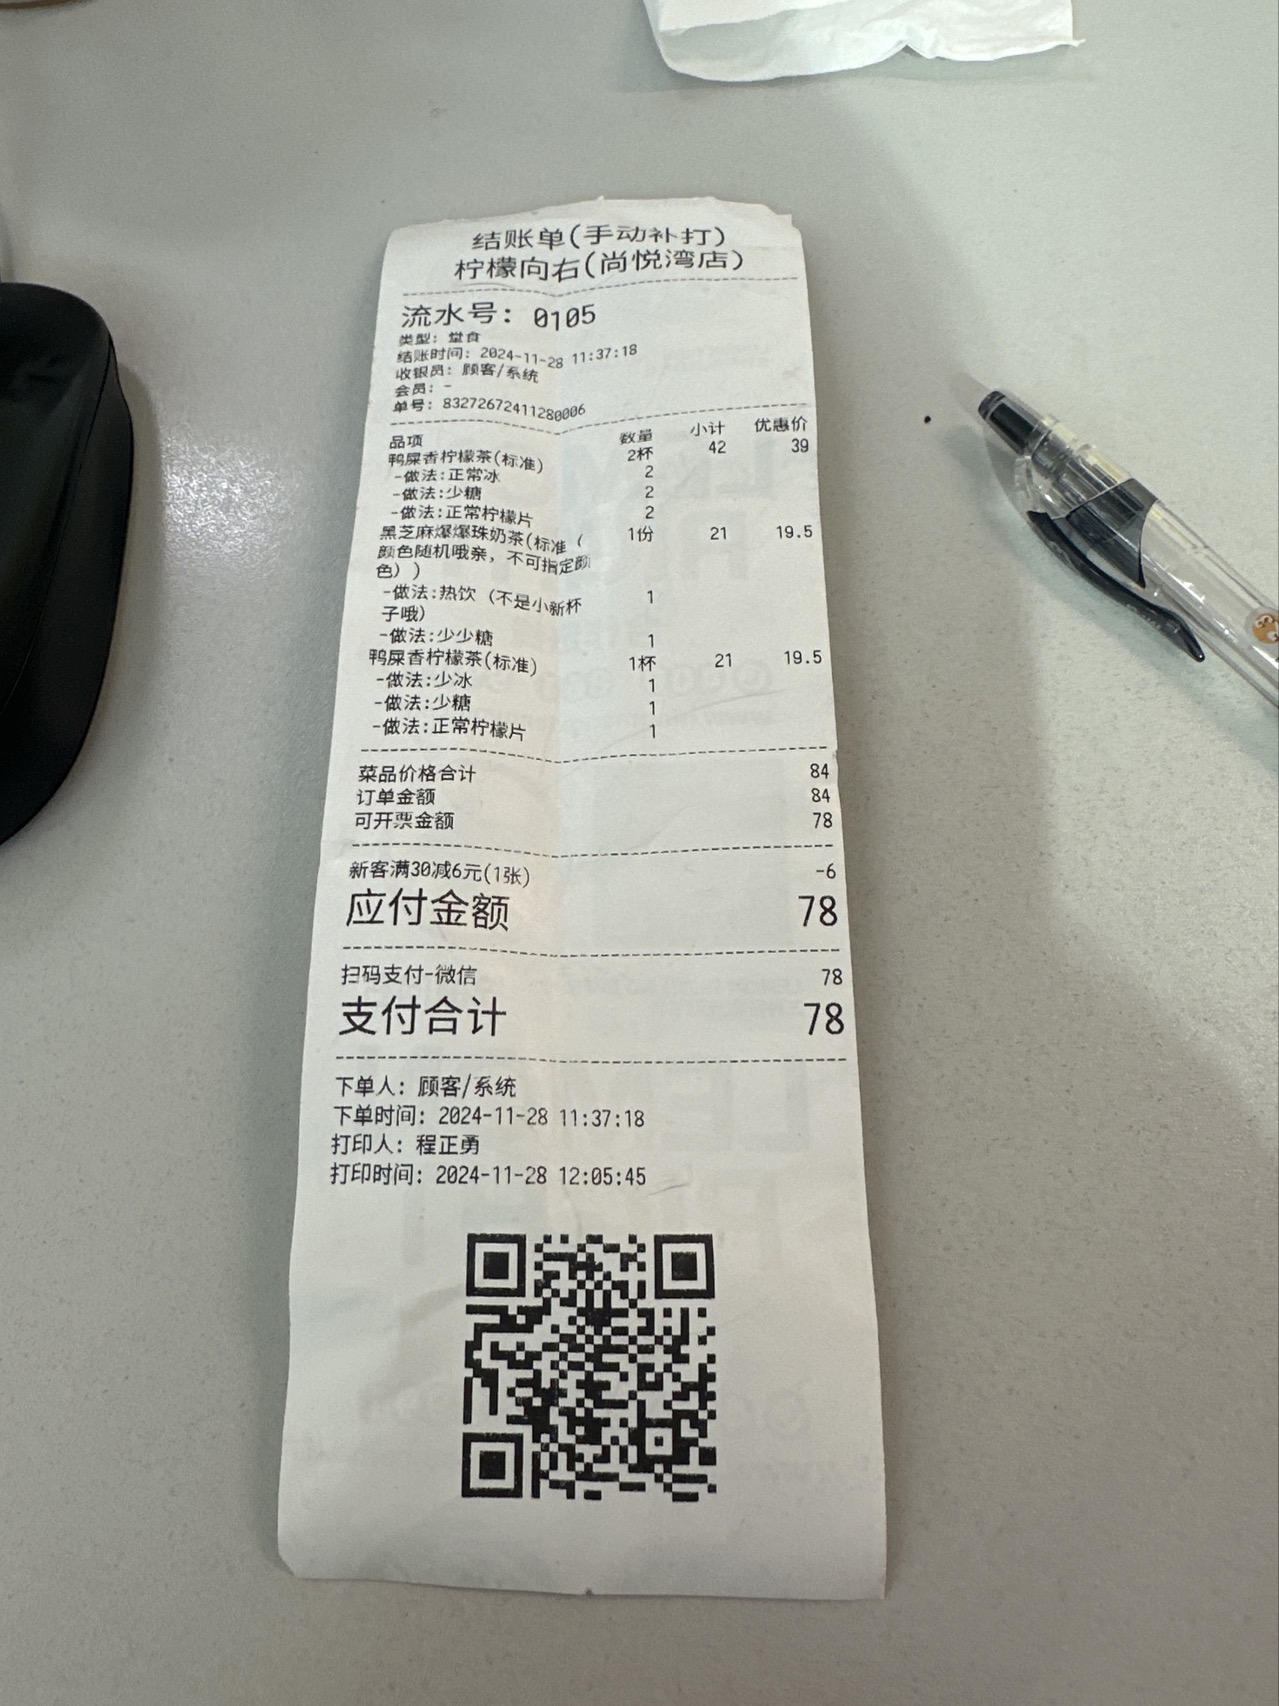 结账单(手动补打)
柠檬向右(尚悦湾店)
流水号: 0105
类型: 堂食
结账时间: 2024-11-28 11:37:18
收银员: 顾客/系统
会员: -
单号: 83272672411280006
品项 数量 小计 优惠价
鸭屎香柠檬茶(标准) 2杯 42 39
-做法:正常冰 2
-做法:少糖 2
-做法:正常柠檬片 2
黑芝麻爆爆珠奶茶(标准( 1份 21 19.5
颜色随机哦亲, 不可指定颜
色))
-做法:热饮 (不是小新杯 1
子哦)
-做法:少少糖 1
鸭屎香柠檬茶(标准) 1杯 21 19.5
-做法:少冰 1
-做法:少糖 1
-做法:正常柠檬片 1
菜品价格合计 84
订单金额 84
可开票金额 78
新客满30减6元(1张) -6
应付金额 78
扫码支付-微信 78
支付合计 78
下单人: 顾客/系统
下单时间: 2024-11-28 11:37:18
打印人: 程正勇
打印时间: 2024-11-28 12:05:45